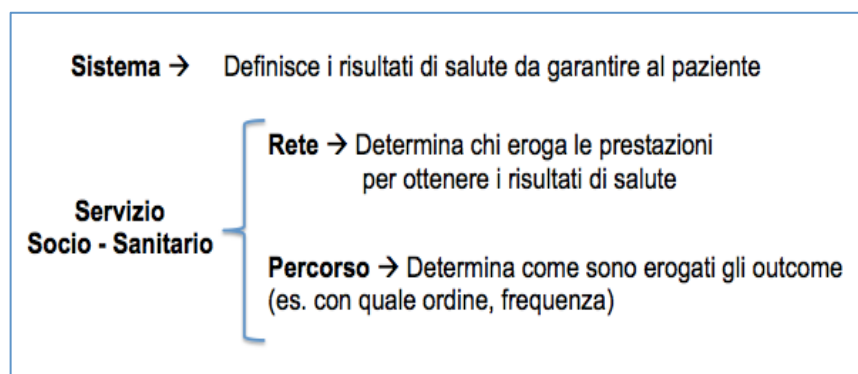 Sistema → Definisce i risultati di salute da garantire al paziente
Rete → Determina chi eroga le prestazioni
per ottenere i risultati di salute
Servizio
Socio - Sanitario
Percorso → Determina come sono erogati gli outcome
(es. con quale ordine, frequenza)